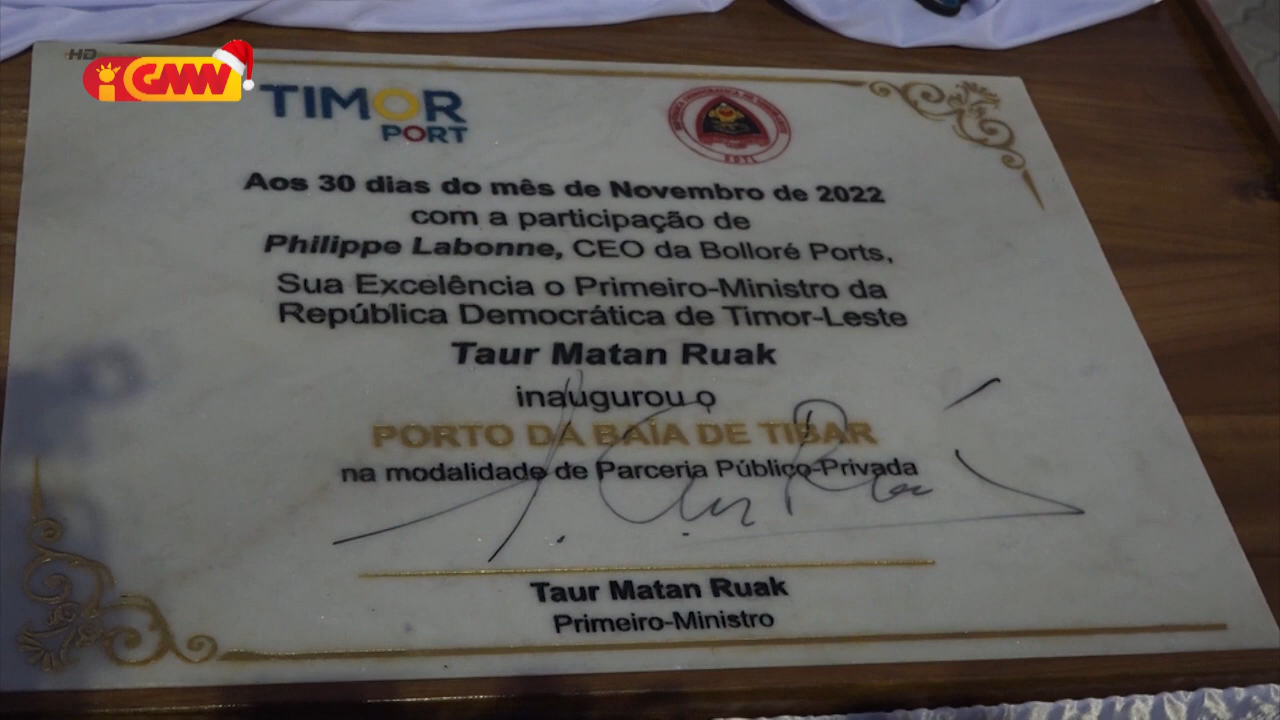 HD
GMN
TIMOR
PORT
RDTL
Aos 30 dias do mês de Novembro de 2022
com a participação de
Philippe Labonne, CEO da Bolloré Ports,
Sua Excelência o Primeiro-Ministro da
República Democrática de Timor-Leste
Taur Matan Ruak
inaugurou o
PORTO DA BAÍA DE TIBAR
na modalidade de Parceria Público-Privada
Taur Matan Ruak
Primeiro-Ministro